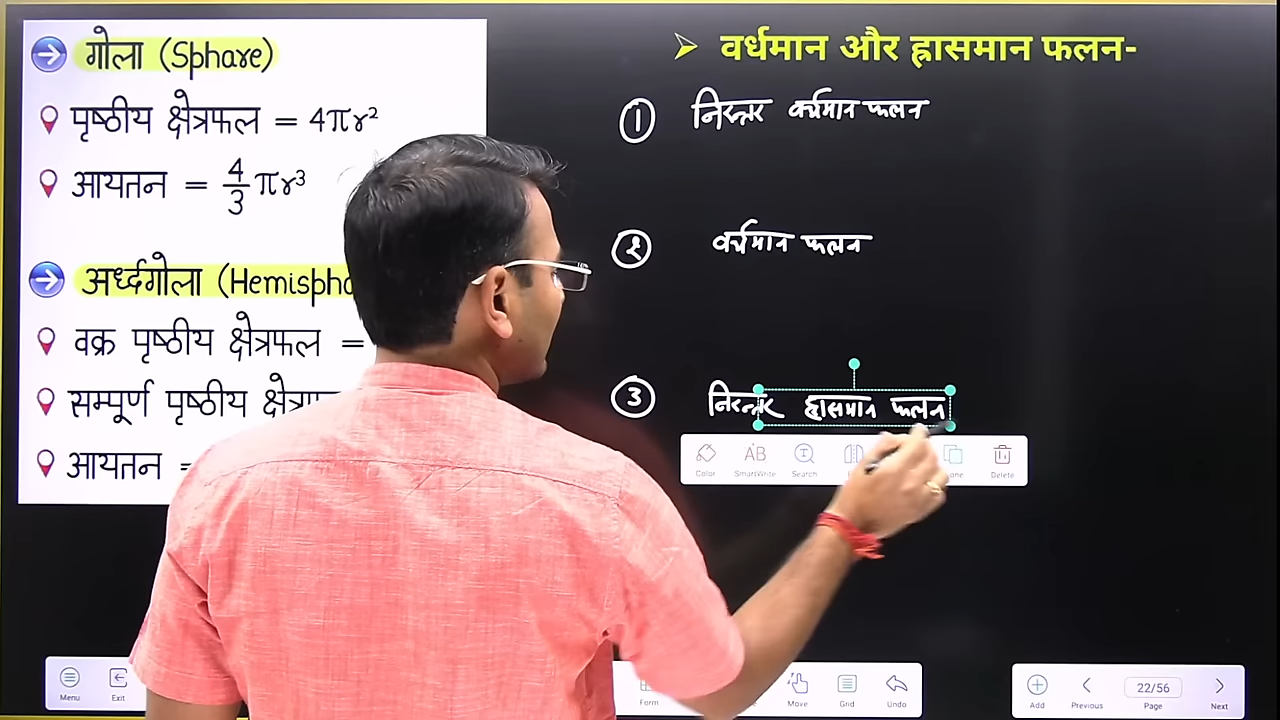 गोला (Sphare)
पृष्ठीय क्षेत्रफल = 4πr²
आयतन = 4/3 πr³
अर्ध्दगोला (Hemispha
वक्र पृष्ठीय क्षेत्रफल =
सम्पूर्ण पृष्ठीय
आयतन =
➢ वर्धमान और ह्रासमान फलन-
① निरन्तर वर्धमान फलन
② वर्धमान फलन
③ निरन्तर ह्रासमान फलन
Color SmartWrite Search Delete
Menu Exit
Form Move Grid Undo
Add Previous 22/56 Page Next